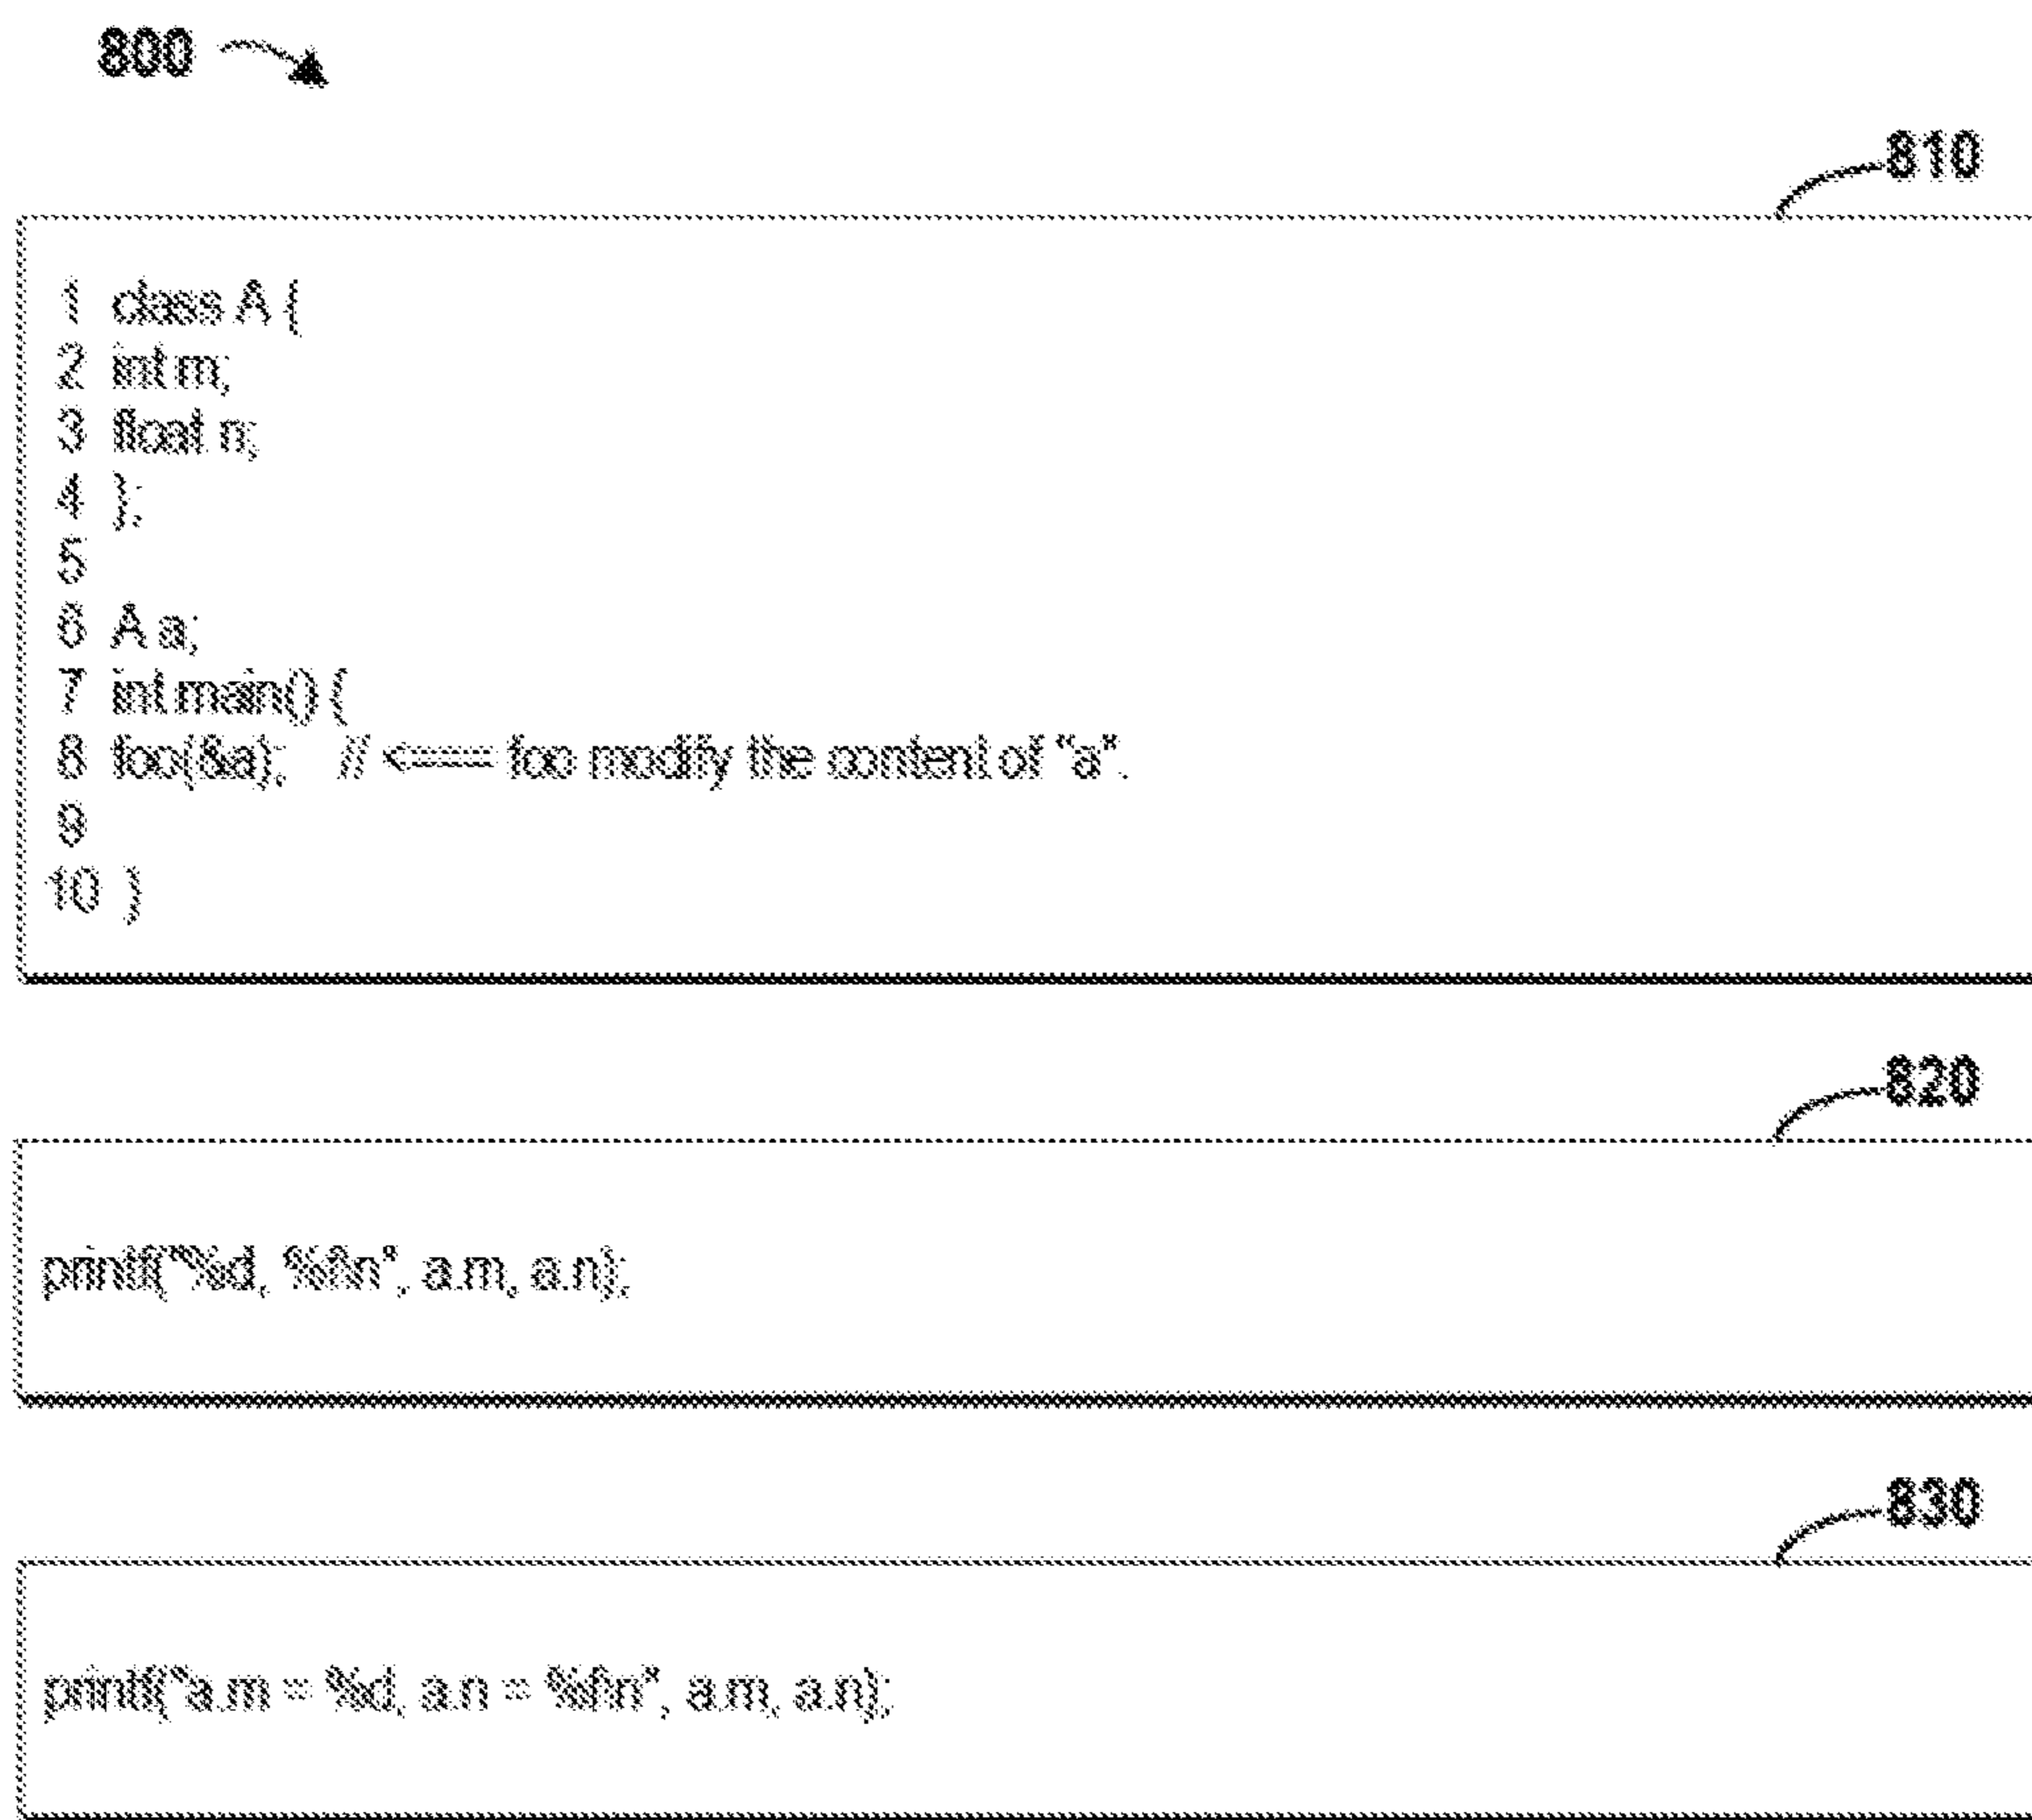 800
810
1 class A {
2 int m;
3 float n;
4 };
5
6 A a;
7 int main() {
8 foo(&a); // <=== foo modify the content of "a".
9
10 }
820
printf("%d, %f\n", a.m, a.n);
830
printf("a.m = %d, a.n = %f\n", a.m, a.n);